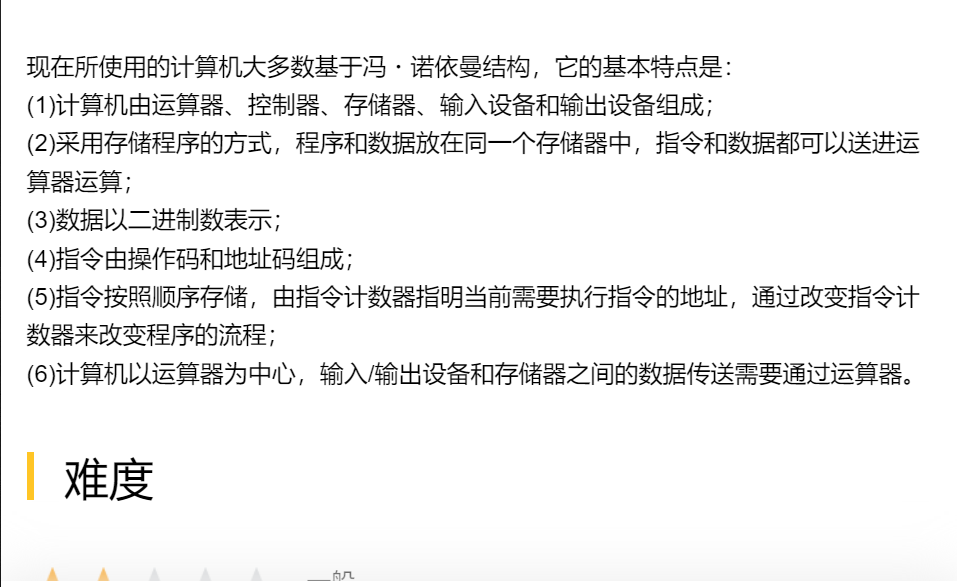 现在所使用的计算机大多数基于冯·诺依曼结构，它的基本特点是：
(1)计算机由运算器、控制器、存储器、输入设备和输出设备组成；
(2)采用存储程序的方式，程序和数据放在同一个存储器中，指令和数据都可以送进运
算器运算；
(3)数据以二进制数表示；
(4)指令由操作码和地址码组成；
(5)指令按照顺序存储，由指令计数器指明当前需要执行指令的地址，通过改变指令计
数器来改变程序的流程；
(6)计算机以运算器为中心，输入/输出设备和存储器之间的数据传送需要通过运算器。
难度